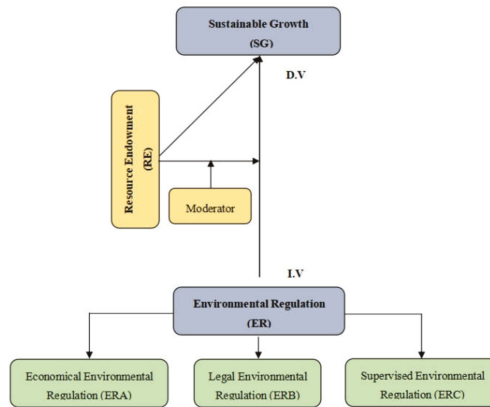 Sustainable Growth
(SG)
D.V
Resource Endowment
(RE)
Moderator
I.V
Environmental Regulation
(ER)
Economical Environmental
Regulation (ERA)
Legal Environmental
Regulation (ERB)
Supervised Environmental
Regulation (ERC)